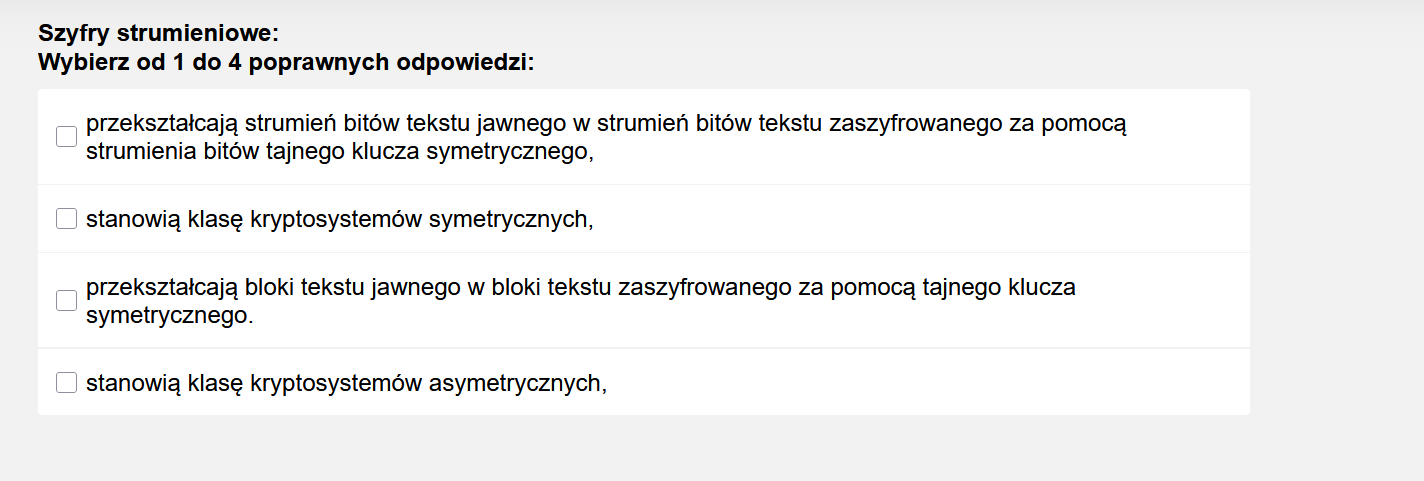 Szyfry strumieniowe:
Wybierz od 1 do 4 poprawnych odpowiedzi:
przekształcają strumień bitów tekstu jawnego w strumień bitów tekstu zaszyfrowanego za pomocą
strumienia bitów tajnego klucza symetrycznego,
stanowią klasę kryptosystemów symetrycznych,
przekształcają bloki tekstu jawnego w bloki tekstu zaszyfrowanego za pomocą tajnego klucza
symetrycznego.
stanowią klasę kryptosystemów asymetrycznych,